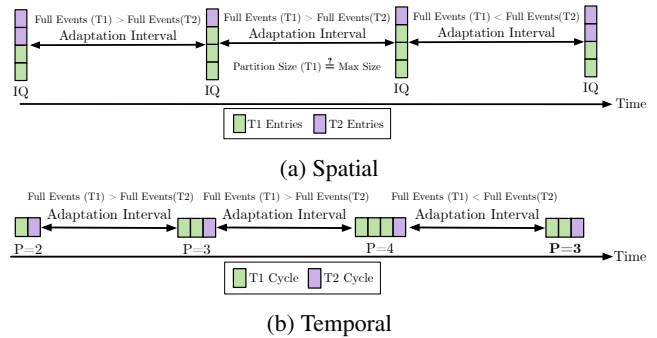 Full Events (T1) > Full Events(T2) Full Events (T1) > Full Events(T2) Full Events (T1) < Full Events(T2)
Adaptation Interval Adaptation Interval Adaptation Interval
Partition Size (T1) ≟ Max Size
IQ IQ IQ IQ
Time
T1 Entries T2 Entries
(a) Spatial
Full Events (T1) > Full Events(T2) Full Events (T1) > Full Events(T2) Full Events (T1) < Full Events(T2)
Adaptation Interval Adaptation Interval Adaptation Interval
P=2 P=3 P=4 P=3
Time
T1 Cycle T2 Cycle
(b) Temporal